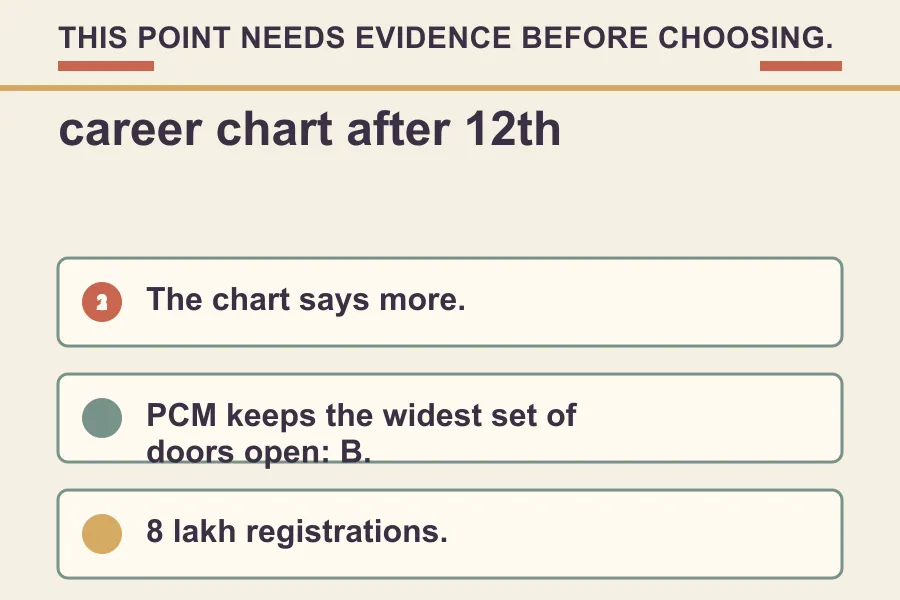 THIS POINT NEEDS EVIDENCE BEFORE CHOOSING.
career chart after 12th
The chart says more.
PCM keeps the widest set of
doors open: B.
8 lakh registrations.